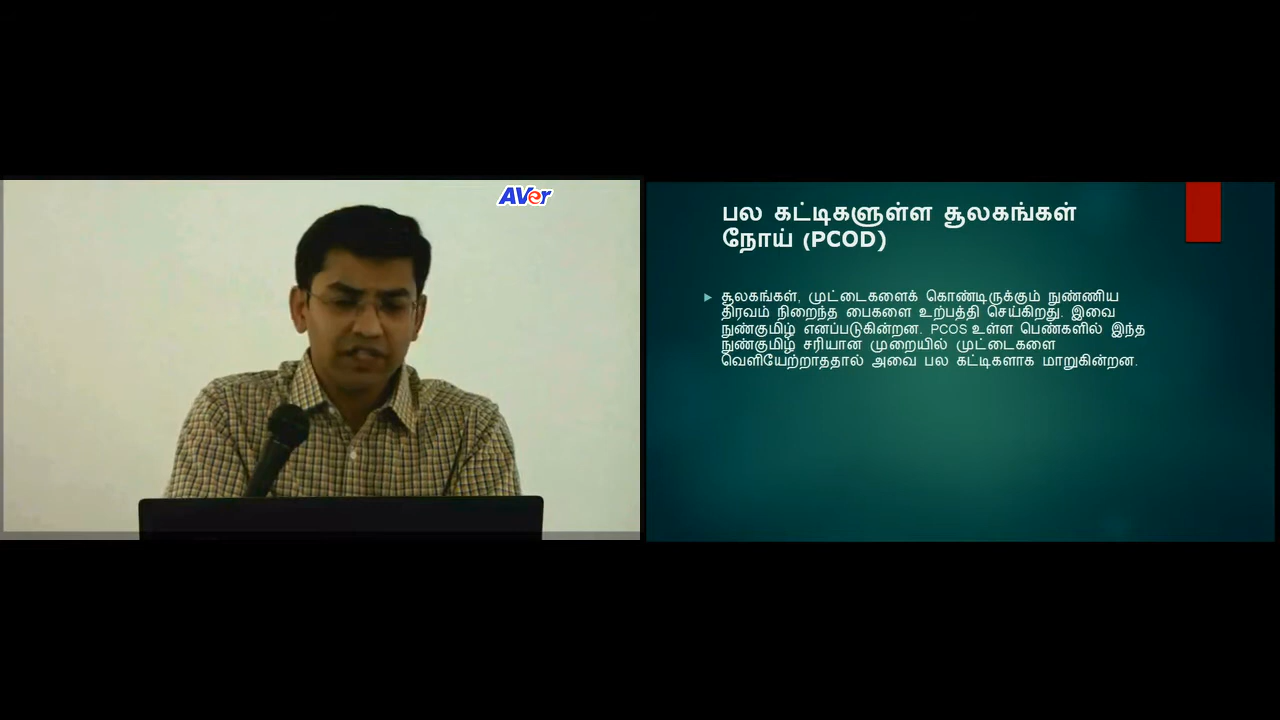 AVer
பல கட்டிகளுள்ள சூலகங்கள்
நோய் (PCOD)
சூலகங்கள், முட்டைகளைக் கொண்டிருக்கும் நுண்ணிய
திரவம் நிறைந்த பைகளை உற்பத்தி செய்கிறது. இவை
நுண்குமிழ் எனப்படுகின்றன. PCOS உள்ள பெண்களில் இந்த
நுண்குமிழ் சரியான முறையில் முட்டைகளை
வெளியேற்றாததால் அவை பல கட்டிகளாக மாறுகின்றன.